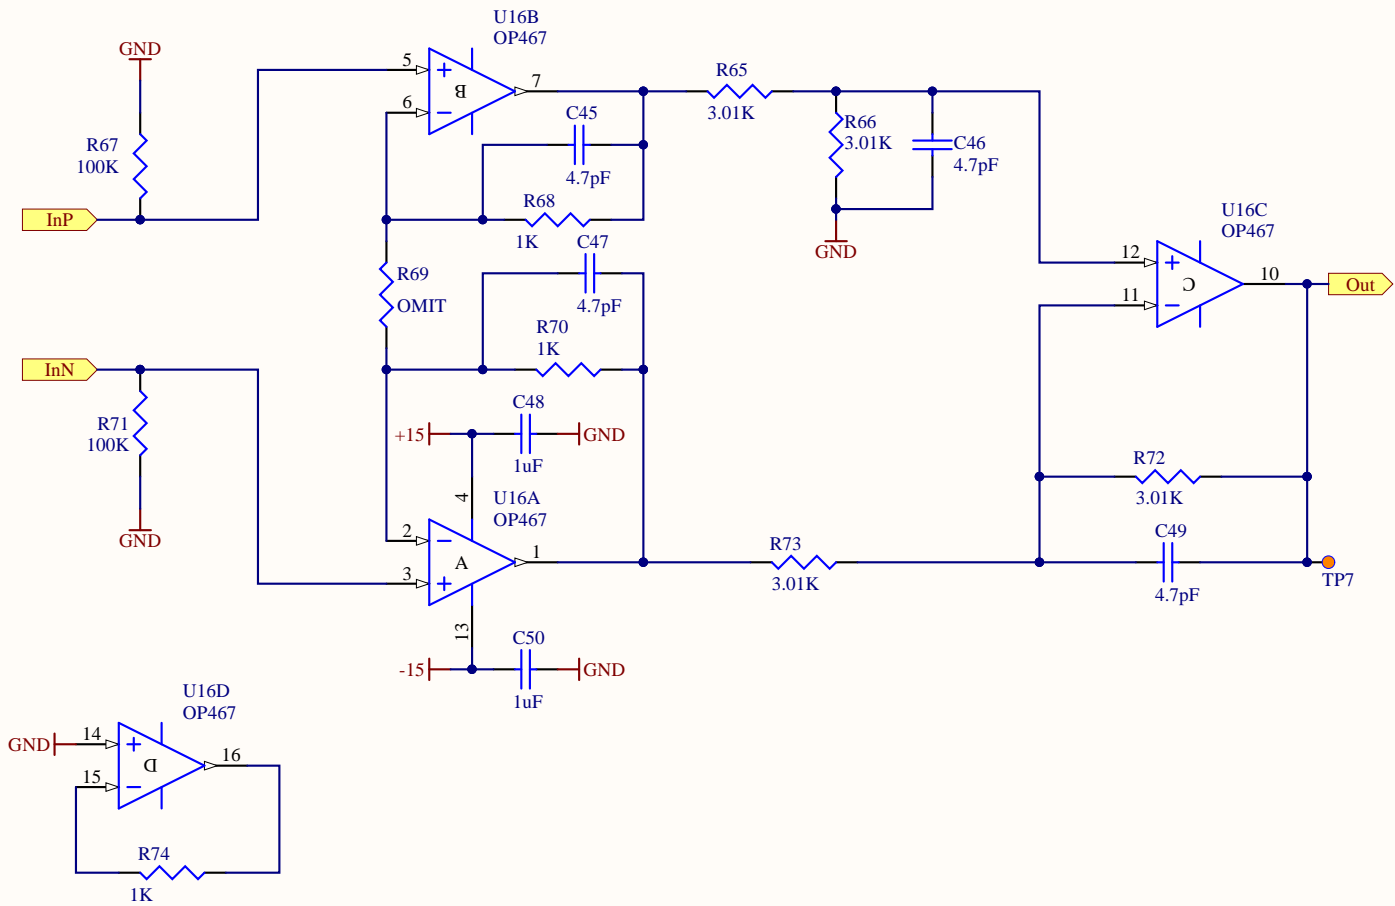 U16B
OP467
GND
5
6
B
7
R65
3.01K
C45
4.7pF
R66
3.01K
C46
4.7pF
GND
R67
100K
InP
R68
1K
C47
4.7pF
R69
OMIT
R70
1K
U16C
OP467
12
11
C
10
Out
InN
R71
100K
GND
+15
C48
1uF
GND
4
U16A
OP467
2
3
A
1
13
R73
3.01K
R72
3.01K
C49
4.7pF
TP7
-15
C50
1uF
GND
U16D
OP467
GND
14
15
D
16
R74
1K